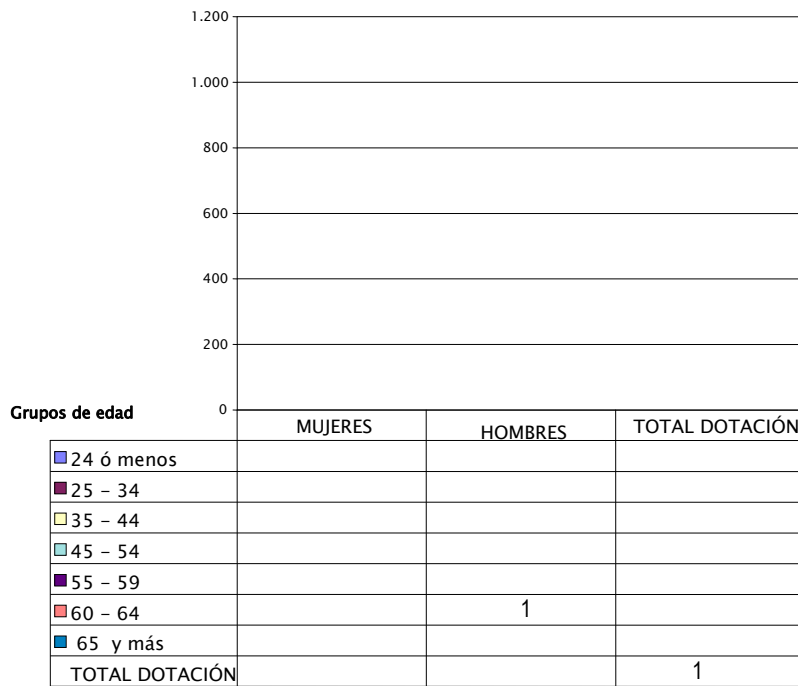 1.200
1.000
800
600
400
200
0
Grupos de edad
MUJERES HOMBRES TOTAL DOTACIÓN
24 ó menos
25 - 34
35 - 44
45 - 54
55 - 59
60 - 64 1
65 y más
TOTAL DOTACIÓN 1